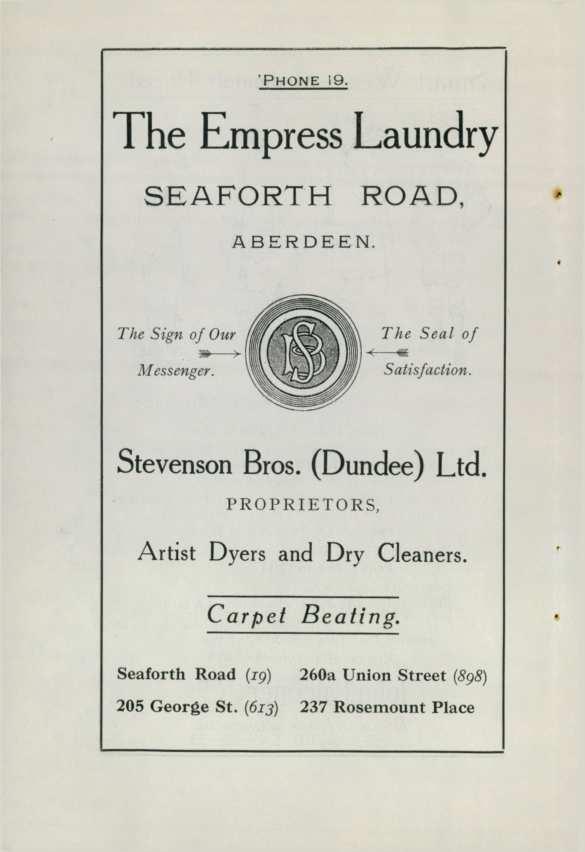 'PHONE 19.
The Empress Laundry
SEAFORTH ROAD,
ABERDEEN.
The Sign of Our
Messenger.
SB
The Seal of
Satisfaction.
Stevenson Bros. (Dundee) Ltd.
PROPRIETORS,
Artist Dyers and Dry Cleaners.
Carpet Beating.
Seaforth Road (19) 260a Union Street (898)
205 George St. (613) 237 Rosemount Place